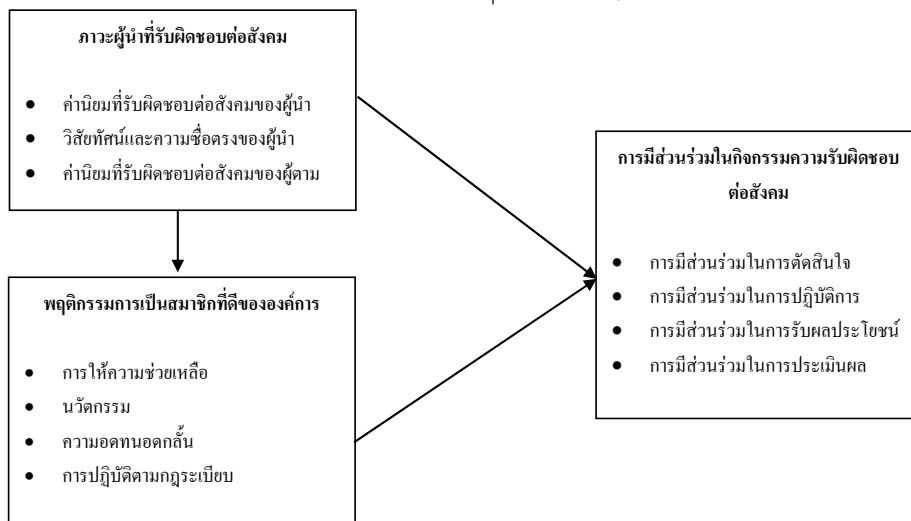 ภาวะผู้นำที่รับผิดชอบต่อสังคม
● ค่านิยมที่รับผิดชอบต่อสังคมของผู้นำ
● วิสัยทัศน์และความซื่อตรงของผู้นำ
● ค่านิยมที่รับผิดชอบต่อสังคมของผู้ตาม
พฤติกรรมการเป็นสมาชิกที่ดีขององค์การ
● การให้ความช่วยเหลือ
● นวัตกรรม
● ความอดทนอดกลั้น
● การปฏิบัติตามกฎระเบียบ
การมีส่วนร่วมในกิจกรรมความรับผิดชอบ
ต่อสังคม
● การมีส่วนร่วมในการตัดสินใจ
● การมีส่วนร่วมในการปฏิบัติการ
● การมีส่วนร่วมในการรับผลประโยชน์
● การมีส่วนร่วมในการประเมินผล